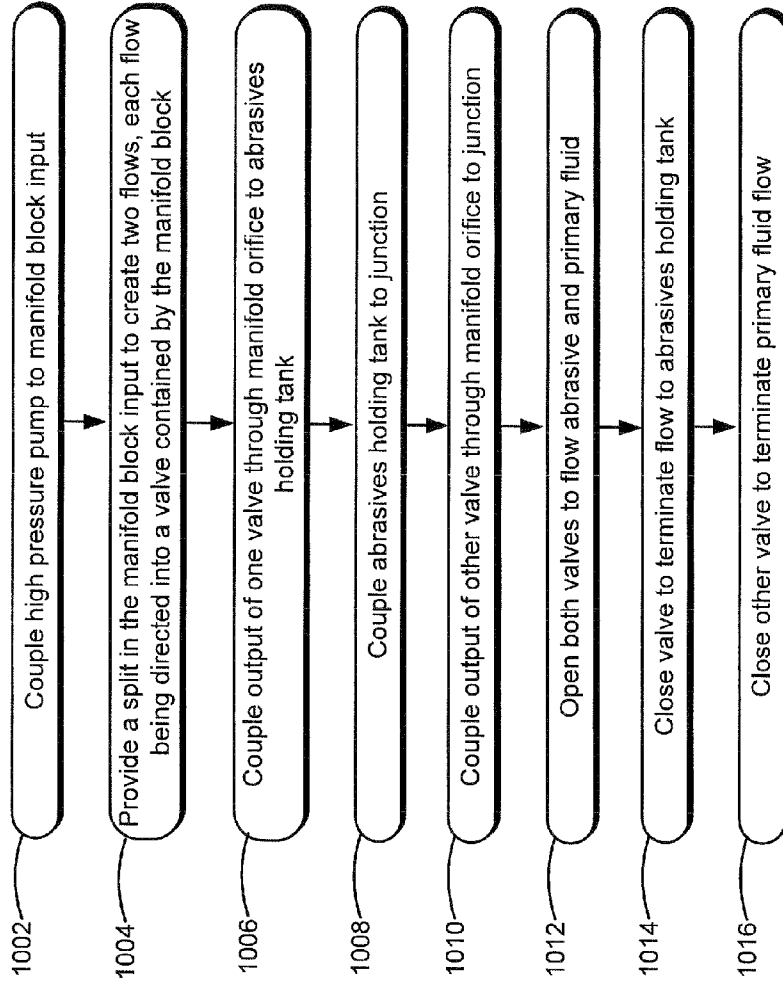 1002
Couple high pressure pump to manifold block input
1004
Provide a split in the manifold block input to create two flows, each flow
being directed into a valve contained by the manifold block
1006
Couple output of one valve through manifold orifice to abrasives
holding tank
1008
Couple abrasives holding tank to junction
1010
Couple output of other valve through manifold orifice to junction
1012
Open both valves to flow abrasive and primary fluid
1014
Close valve to terminate flow to abrasives holding tank
1016
Close other valve to terminate primary fluid flow